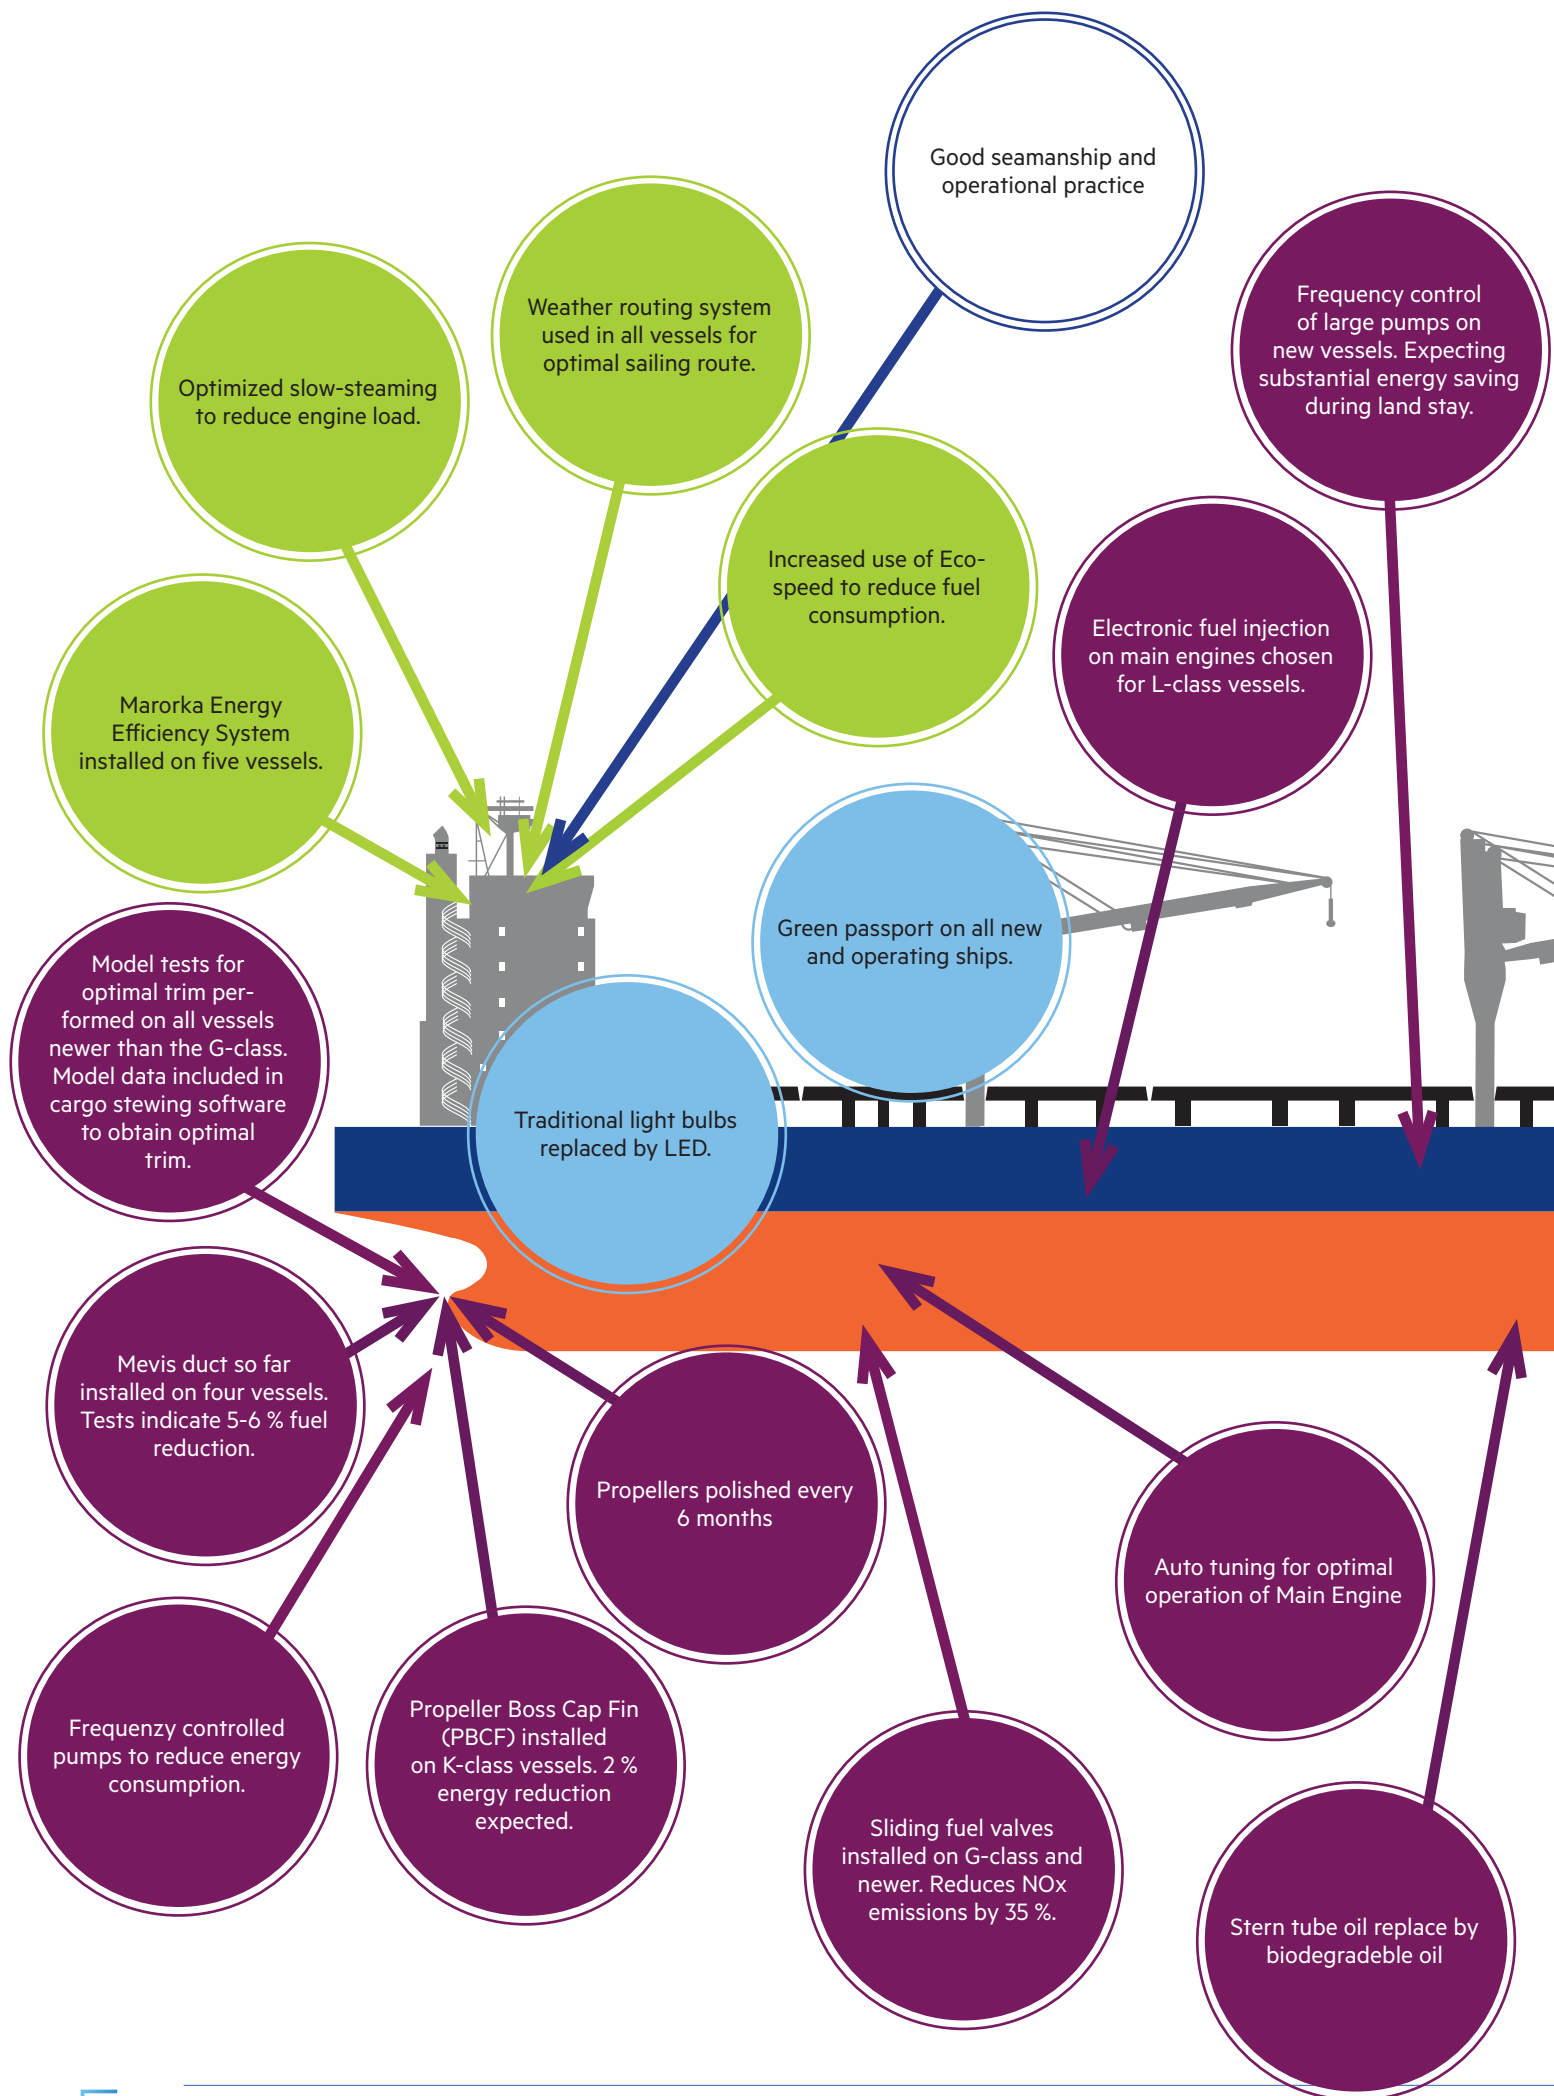 Good seamanship and
operational practice
Weather routing system
used in all vessels for
optimal sailing route.
Frequency control
of large pumps on
new vessels. Expecting
substantial energy saving
during land stay.
Optimized slow-steaming
to reduce engine load.
Increased use of Eco-
speed to reduce fuel
consumption.
Electronic fuel injection
on main engines chosen
for L-class vessels.
Marorka Energy
Efficiency System
installed on five vessels.
Green passport on all new
and operating ships.
Model tests for
optimal trim per-
formed on all vessels
newer than the G-class.
Model data included in
cargo stewing software
to obtain optimal
trim.
Traditional light bulbs
replaced by LED.
Mevis duct so far
installed on four vessels.
Tests indicate 5-6 % fuel
reduction.
Propellers polished every
6 months
Auto tuning for optimal
operation of Main Engine
Frequenzy controlled
pumps to reduce energy
consumption.
Propeller Boss Cap Fin
(PBCF) installed
on K-class vessels. 2 %
energy reduction
expected.
Sliding fuel valves
installed on G-class and
newer. Reduces NOx
emissions by 35 %.
Stern tube oil replace by
biodegradeble oil